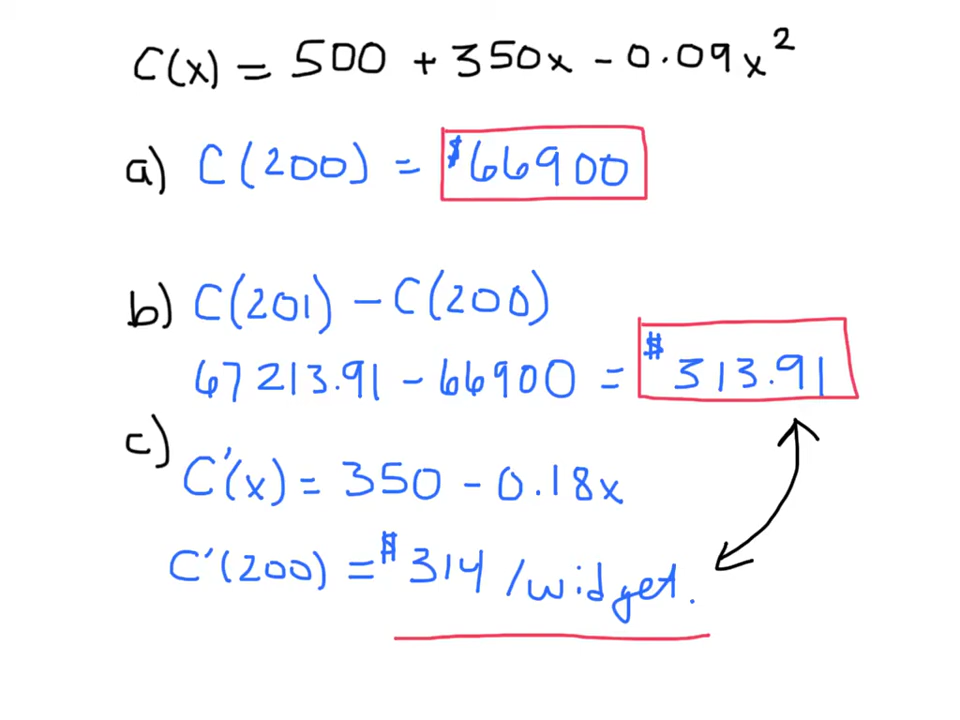 C(x) = 500 + 350x - 0.09x²
a) C(200) = $66900
b) C(201) - C(200)
67213.91 - 66900 = $313.91
c)
C'(x) = 350 - 0.18x
C'(200) = $314 /widget.